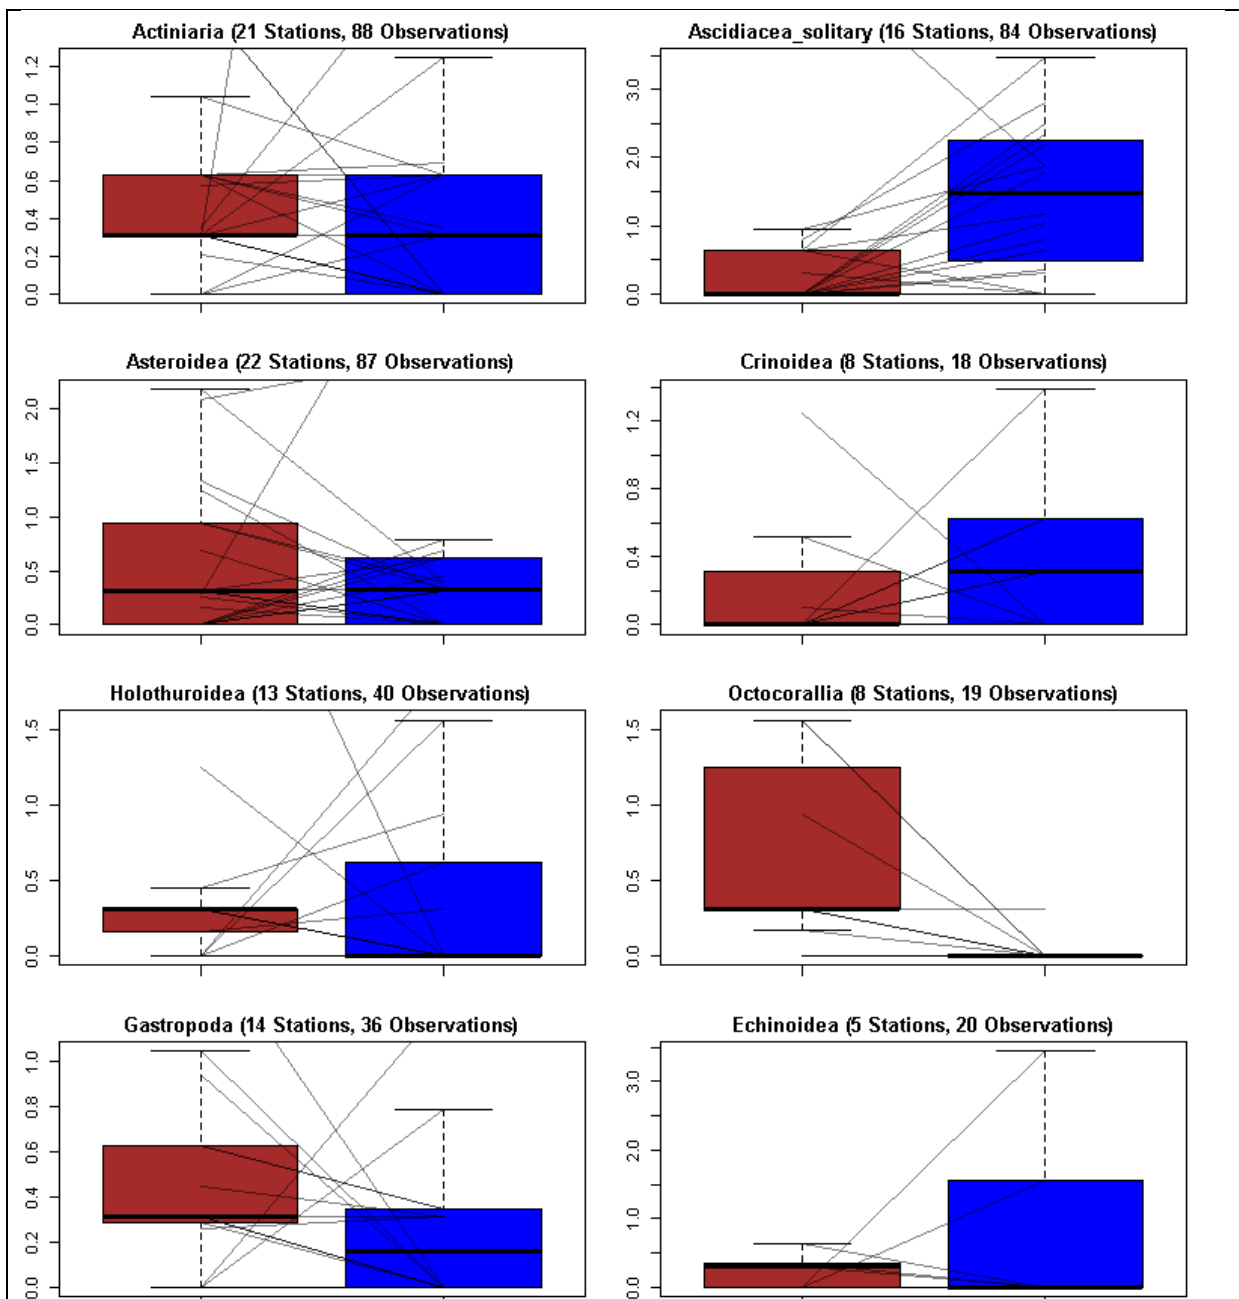 Actiniaria (21 Stations, 88 Observations)
0.0 0.2 0.4 0.6 0.8 1.0 1.2
Ascidiacea_solitary (16 Stations, 84 Observations)
0.0 1.0 2.0 3.0
Asteroidea (22 Stations, 87 Observations)
0.0 0.5 1.0 1.5 2.0
Crinoidea (8 Stations, 18 Observations)
0.0 0.4 0.8 1.2
Holothuroidea (13 Stations, 40 Observations)
0.0 0.5 1.0 1.5
Octocorallia (8 Stations, 19 Observations)
0.0 0.5 1.0 1.5
Gastropoda (14 Stations, 36 Observations)
0.0 0.2 0.4 0.6 0.8 1.0
Echinoidea (5 Stations, 20 Observations)
0.0 1.0 2.0 3.0